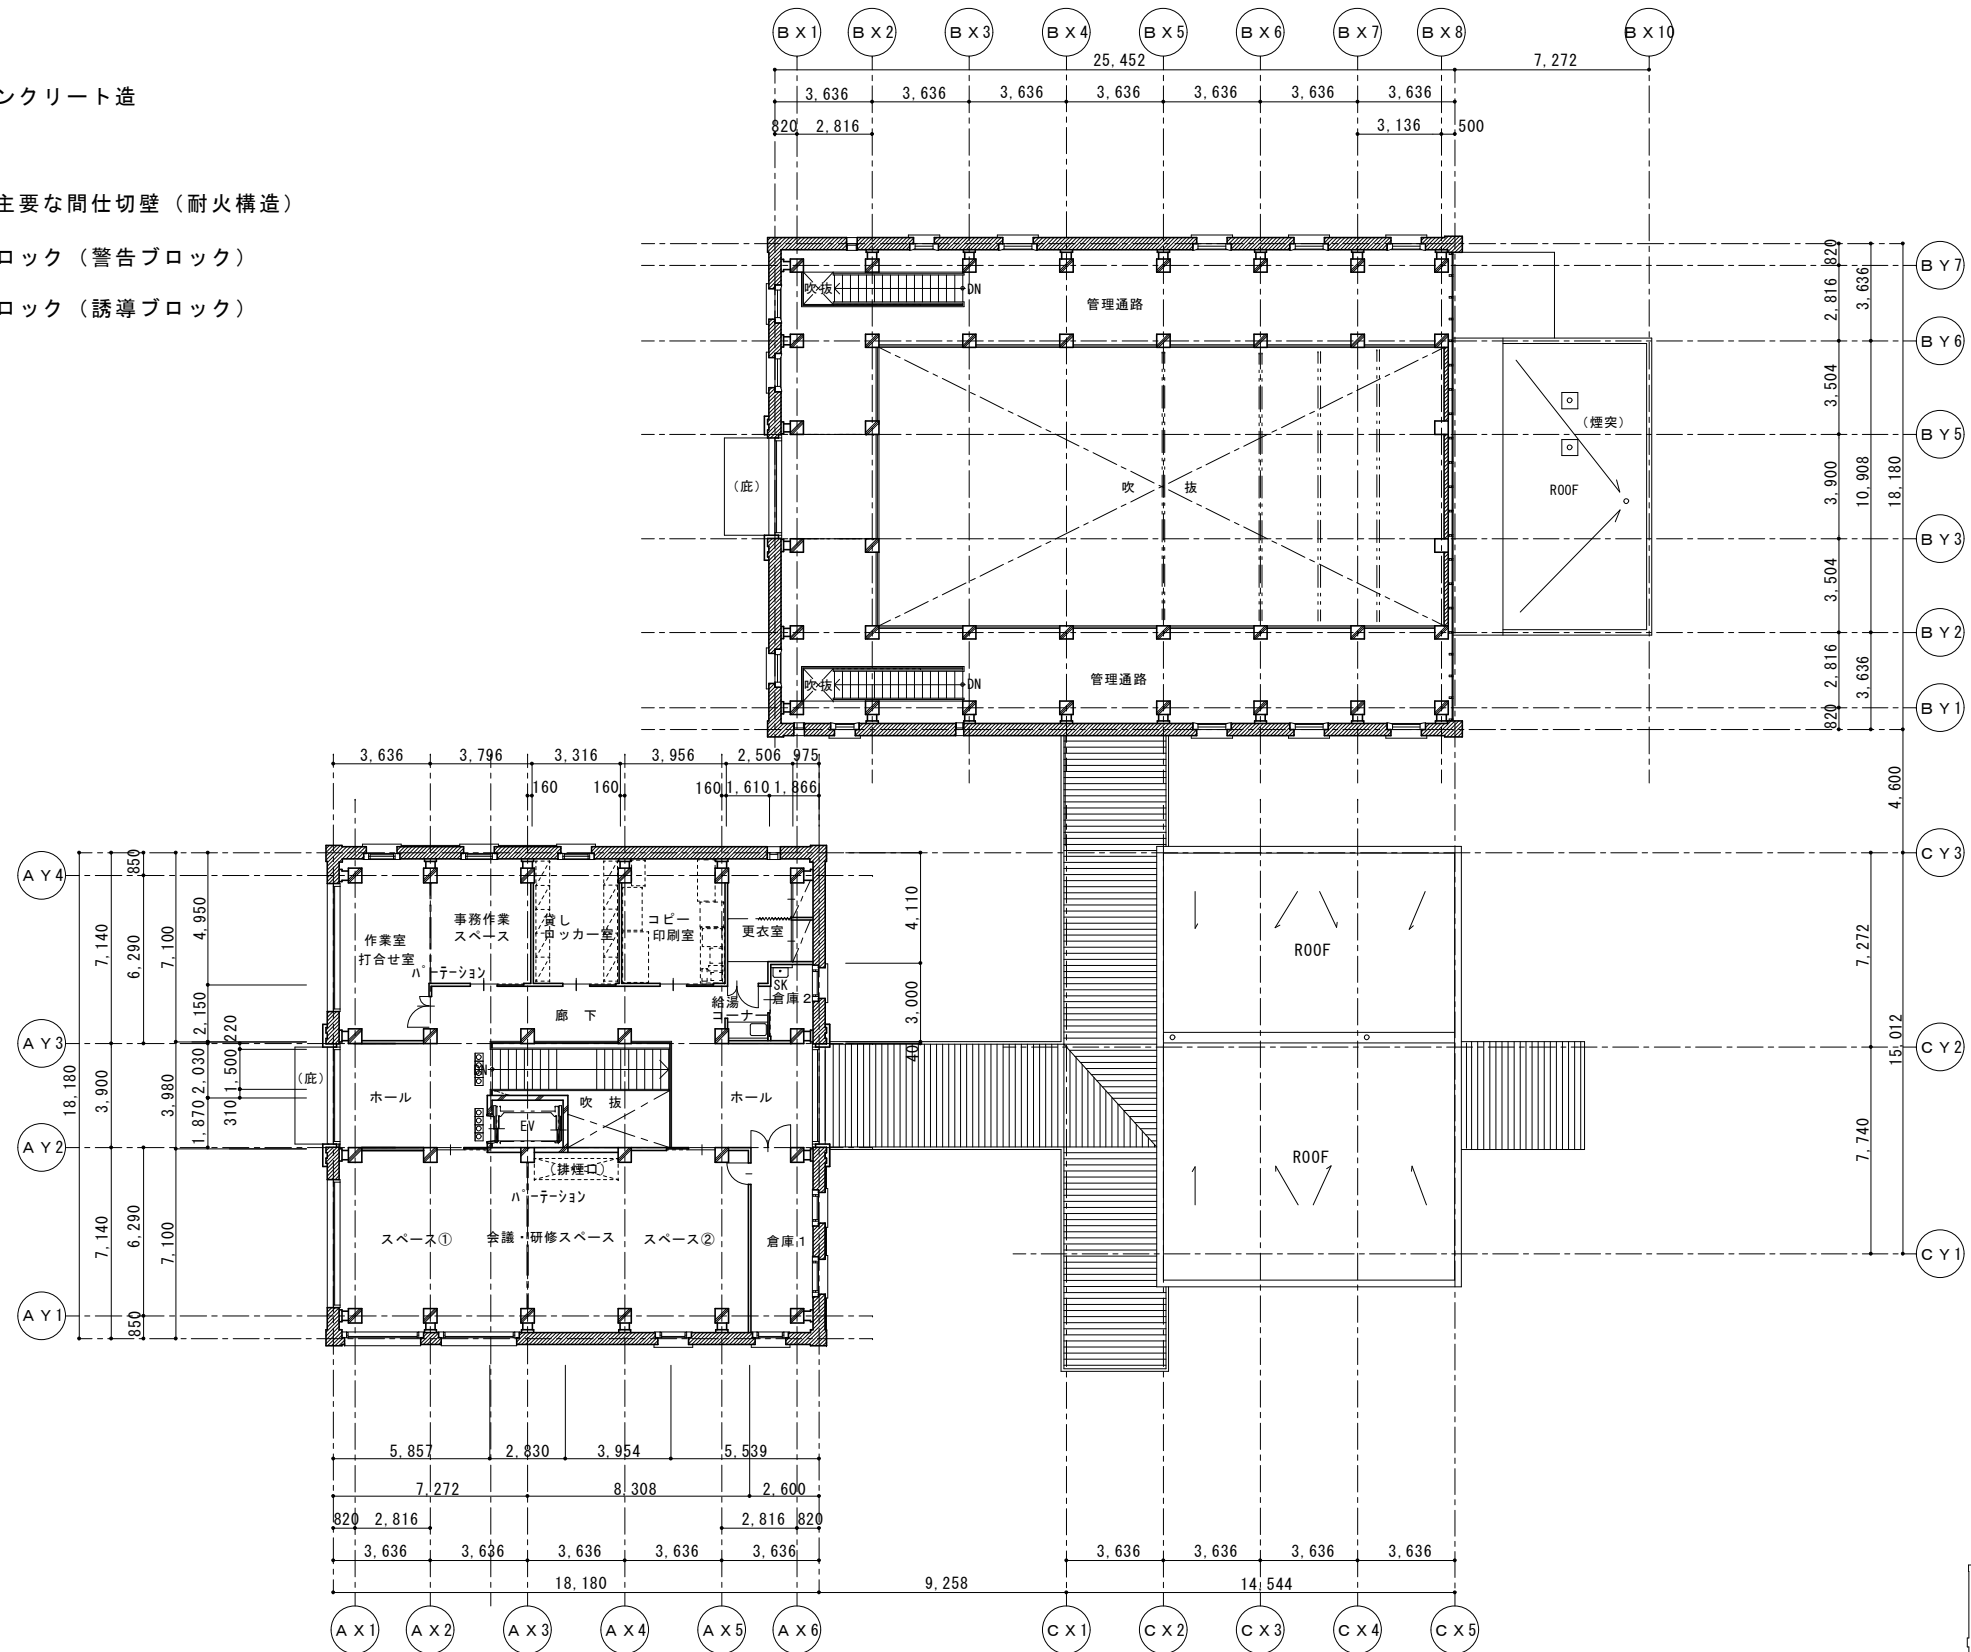 BX1 BX2 BX3 BX4 BX5 BX6 BX7 BX8 BX10
25,452 7,272
3,636 3,636 3,636 3,636 3,636 3,636 3,636
820 2,816 3,136 500
ンクリート造
主要な間仕切壁（耐火構造）
ロック（警告ブロック）
ロック（誘導ブロック）
吹抜 DN
管理通路
820 2,816 3,636
BY7
BY6
3,504
(煙突)
BY5
(庇)
吹 抜
ROOF
3,900 10,908 18,180
BY3
3,504
BY2
吹抜 DN
管理通路
2,816 3,636 820
BY1
4,600
3,636 3,796 3,316 3,956 2,506 975
160 160 160 1,610 1,866
AY4
850
7,140 6,290 7,100 4,950
作業室
打合せ室
事務作業
スペース
パーテーション
貸し
ロッカー室
コピー
印刷室
更衣室
SK
倉庫2
給湯
コーナー
廊 下
4,110
3,000
40
CY3
7,272
ROOF
15,012
CY2
AY3
2,150 220
18,180 3,900 3,980 1,870 2,030 310 1,500
(庇)
ホール
DN
EV
吹 抜
ホール
AY2
(排煙口)
パーテーション
7,140 6,290 7,100
スペース①
会議・研修スペース
スペース②
倉庫1
ROOF
7,740
CY1
AY1
850
5,857 2,830 3,954 5,539
7,272 8,308 2,600
820 2,816 2,816 820
3,636 3,636 3,636 3,636 3,636 3,636 3,636 3,636 3,636
18,180 9,258 14,544
AX1 AX2 AX3 AX4 AX5 AX6 CX1 CX2 CX3 CX4 CX5